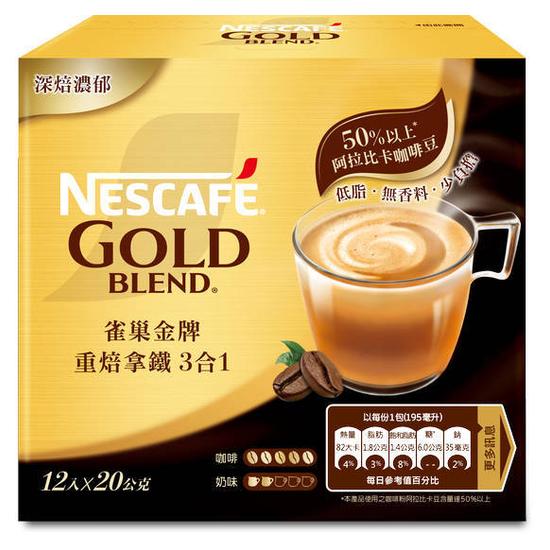 NESCAFÉ
GOLD
BLEND
深焙濃郁
50%以上*
阿拉比卡咖啡豆
低脂·無香料·少負擔
NESCAFÉ®
GOLD
BLEND®
雀巢金牌
重焙拿鐵 3合1
咖啡
奶味
12入×20公克
以每份1包(195毫升)
熱量 脂肪 飽和脂肪 糖* 鈉
82大卡 1.8公克 1.4公克 6.0公克 35毫克
4% 3% 8% -- 2%
每日參考值百分比
更多訊息
*本產品使用之咖啡粉阿拉比卡豆含量達50%以上